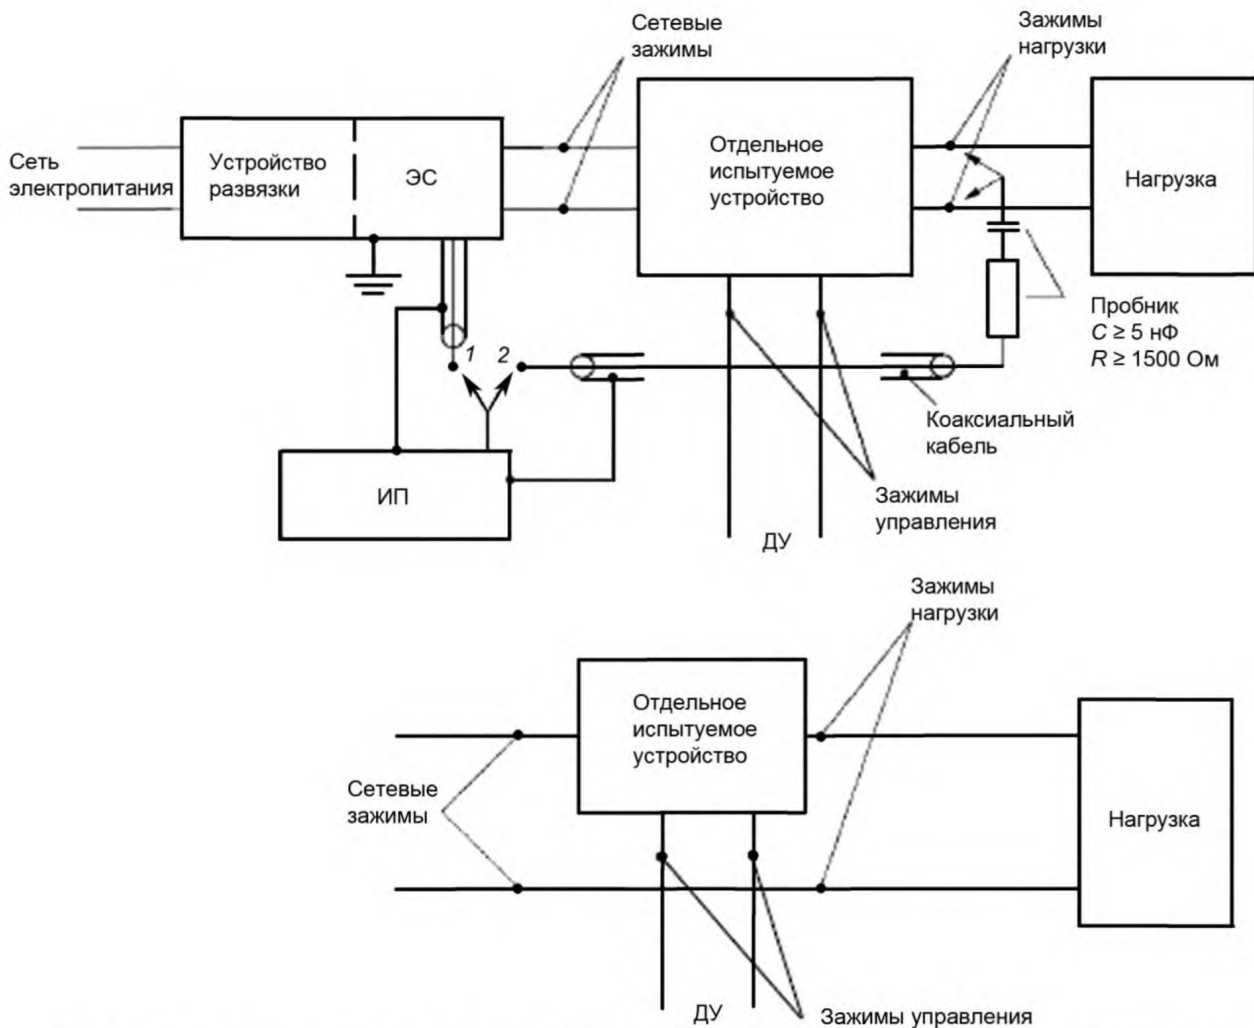 Сетевые
зажимы
Зажимы
нагрузки
Сеть
электропитания
Устройство
развязки
ЭС
Отдельное
испытуемое
устройство
Нагрузка
Пробник
C ≥ 5 нФ
R ≥ 1500 Ом
1
2
Коаксиальный
кабель
ИП
Зажимы
управления
ДУ
Зажимы
нагрузки
Отдельное
испытуемое
устройство
Сетевые
зажимы
Нагрузка
ДУ
Зажимы управления